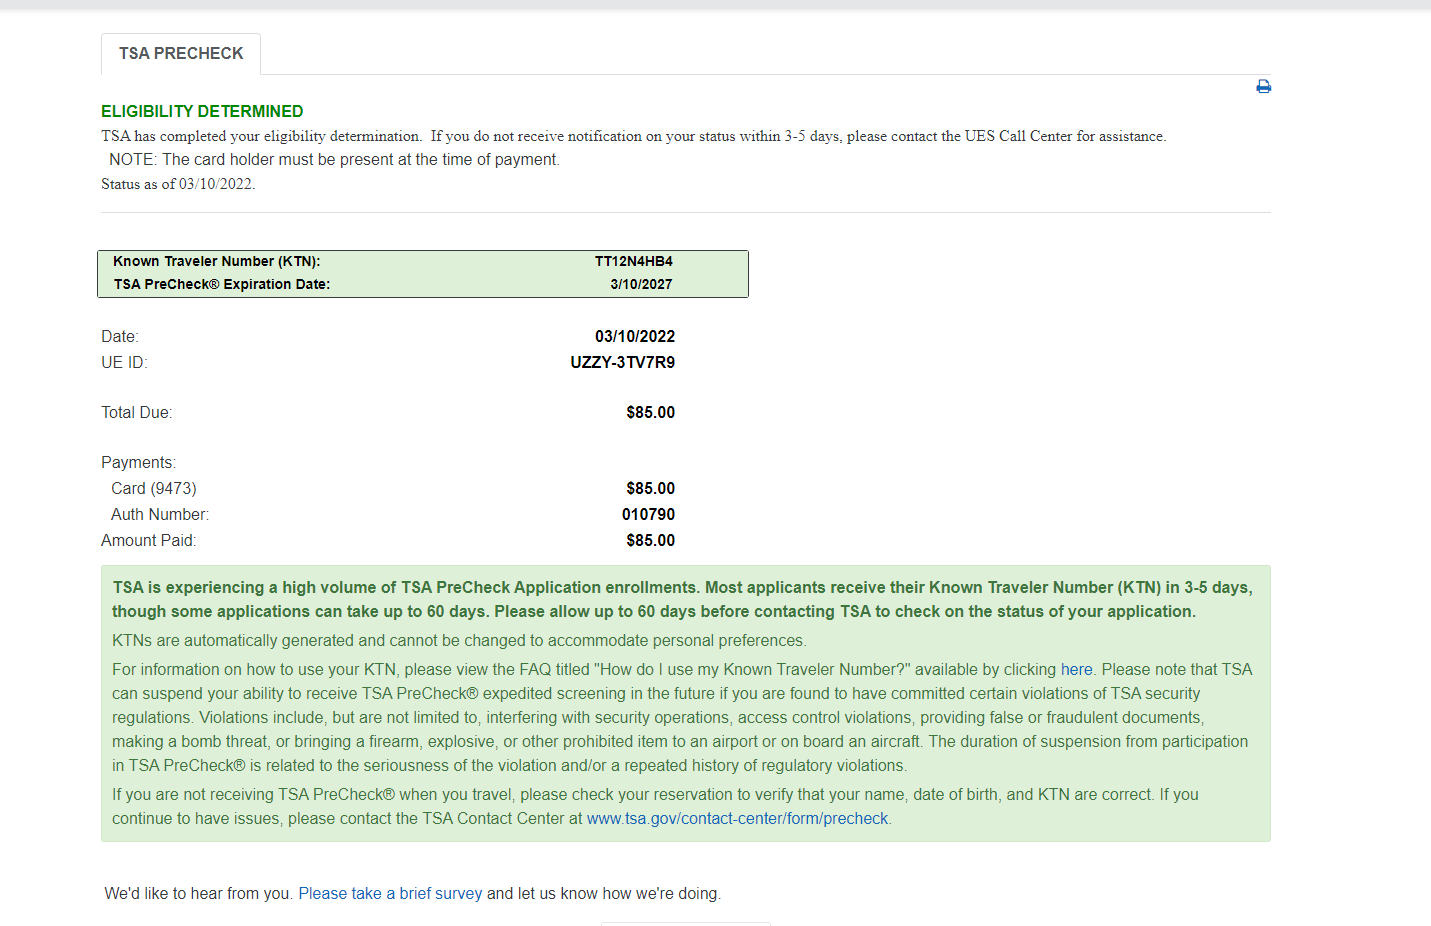 TSA PRECHECK
ELIGIBILITY DETERMINED
TSA has completed your eligibility determination.  If you do not receive notification on your status within 3-5 days, please contact the UES Call Center for assistance.
NOTE: The card holder must be present at the time of payment.
Status as of 03/10/2022.
Known Traveler Number (KTN): TT12N4HB4
TSA PreCheck® Expiration Date: 3/10/2027
Date: 03/10/2022
UE ID: UZZY-3TV7R9
Total Due: $85.00
Payments:
Card (9473) $85.00
Auth Number: 010790
Amount Paid: $85.00
TSA is experiencing a high volume of TSA PreCheck Application enrollments. Most applicants receive their Known Traveler Number (KTN) in 3-5 days,
though some applications can take up to 60 days. Please allow up to 60 days before contacting TSA to check on the status of your application.
KTNs are automatically generated and cannot be changed to accommodate personal preferences.
For information on how to use your KTN, please view the FAQ titled "How do I use my Known Traveler Number?" available by clicking here. Please note that TSA
can suspend your ability to receive TSA PreCheck® expedited screening in the future if you are found to have committed certain violations of TSA security
regulations. Violations include, but are not limited to, interfering with security operations, access control violations, providing false or fraudulent documents,
making a bomb threat, or bringing a firearm, explosive, or other prohibited item to an airport or on board an aircraft. The duration of suspension from participation
in TSA PreCheck® is related to the seriousness of the violation and/or a repeated history of regulatory violations.
If you are not receiving TSA PreCheck® when you travel, please check your reservation to verify that your name, date of birth, and KTN are correct. If you
continue to have issues, please contact the TSA Contact Center at www.tsa.gov/contact-center/form/precheck.
We'd like to hear from you. Please take a brief survey and let us know how we're doing.